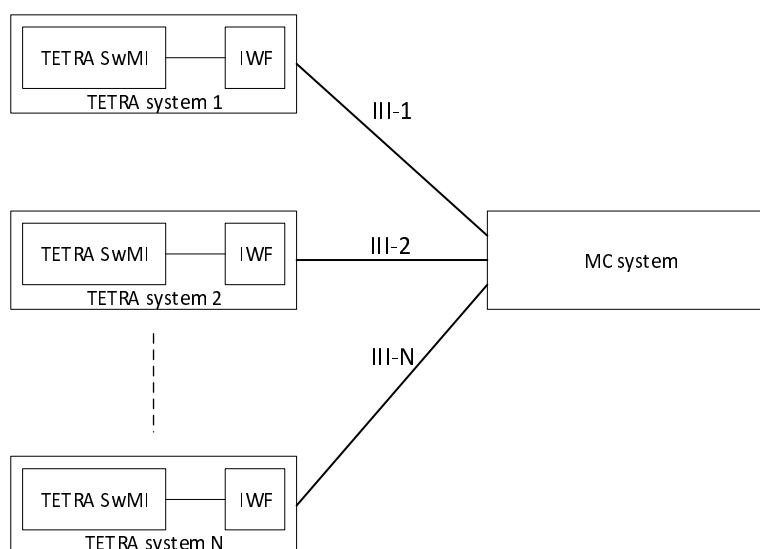 TETRA SwMI
IWF
TETRA system 1
III-1
TETRA SwMI
IWF
TETRA system 2
III-2
MC system
III-N
TETRA SwMI
IWF
TETRA system N